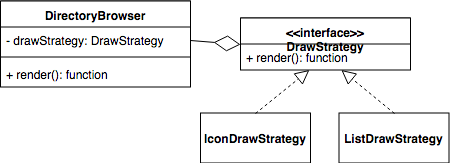 DirectoryBrowser
- drawStrategy: DrawStrategy
+ render(): function
<<interface>>
DrawStrategy
+ render(): function
IconDrawStrategy
ListDrawStrategy